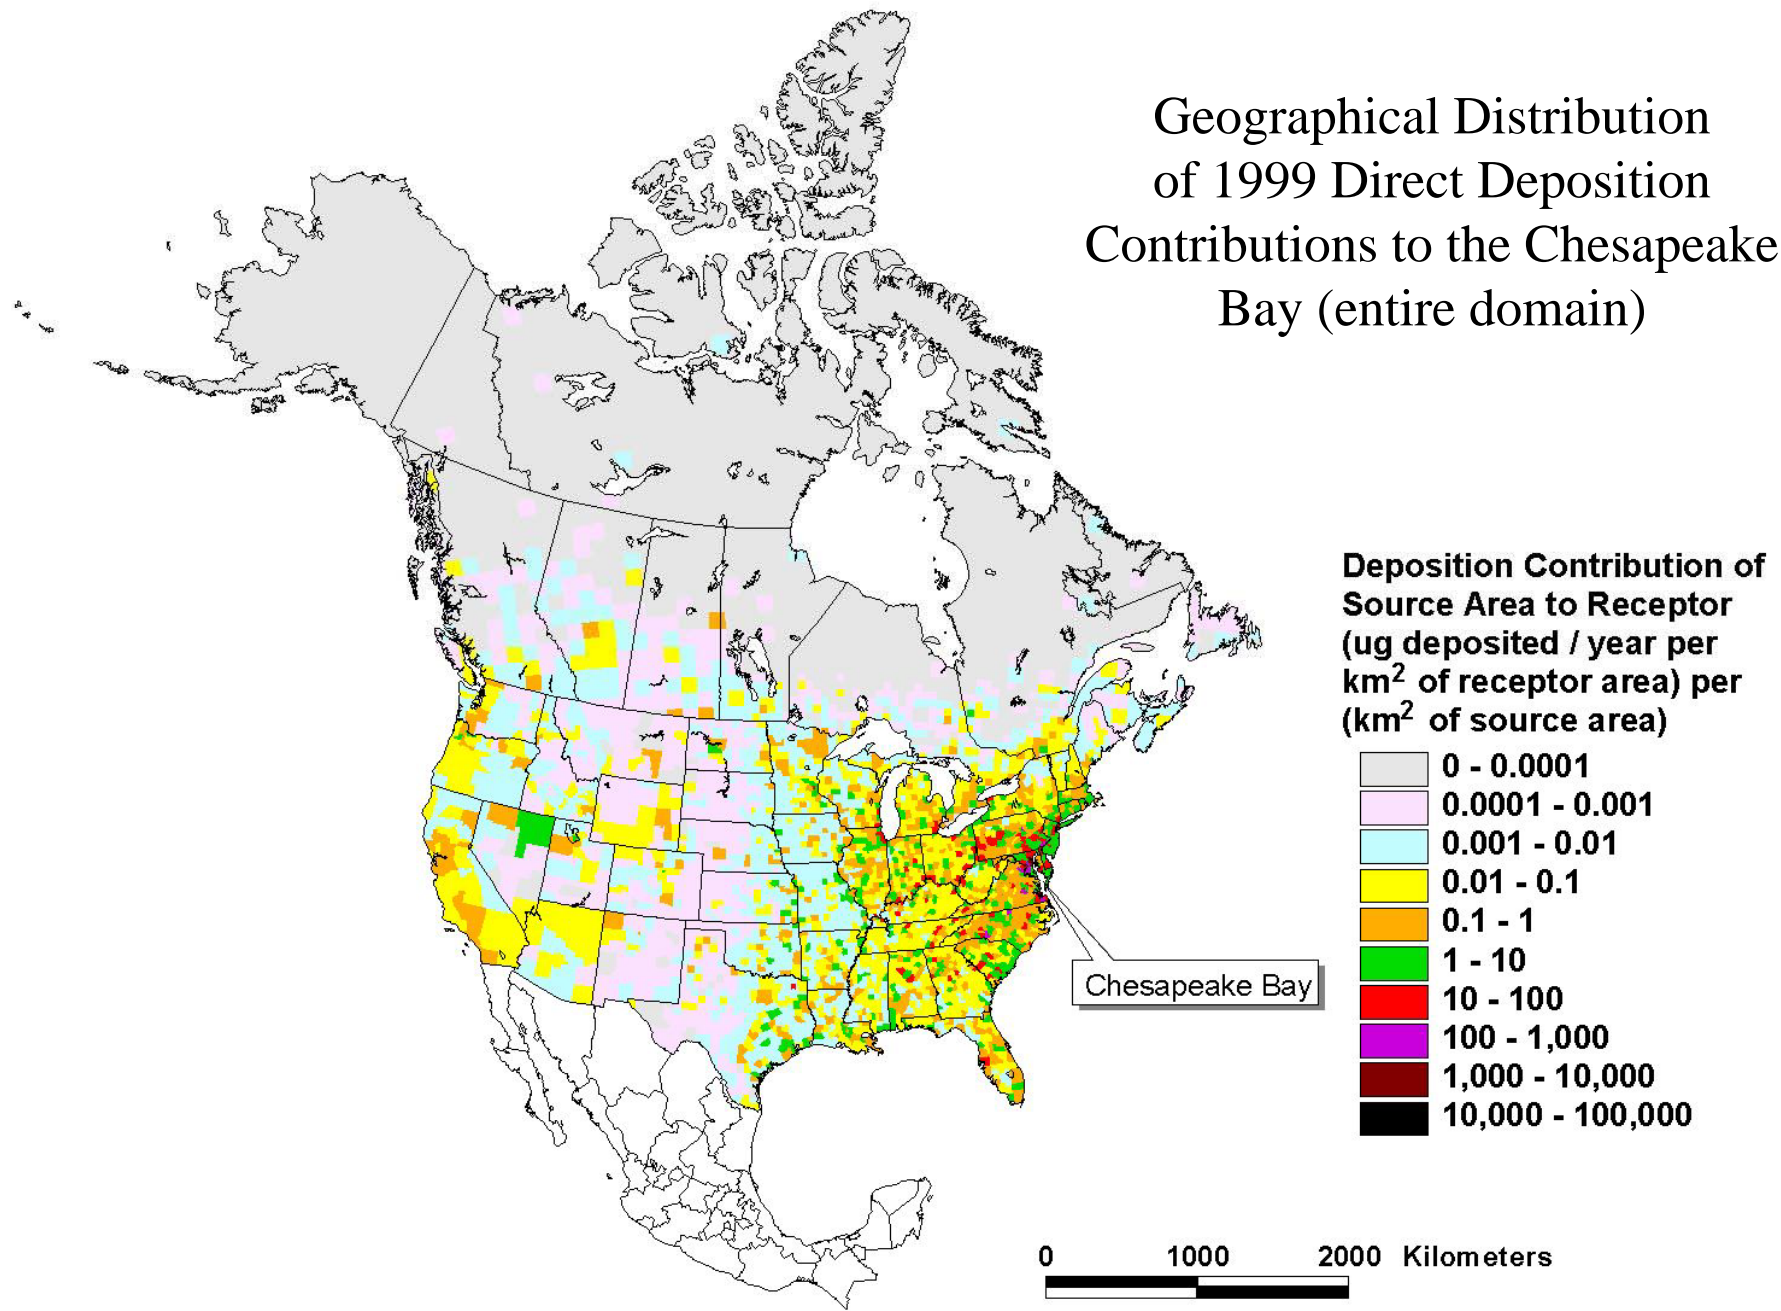 Geographical Distribution
of 1999 Direct Deposition
Contributions to the Chesapeake
Bay (entire domain)
Deposition Contribution of
Source Area to Receptor
(ug deposited / year per
km² of receptor area) per
(km² of source area)
0 - 0.0001
0.0001 - 0.001
0.001 - 0.01
0.01 - 0.1
0.1 - 1
1 - 10
10 - 100
100 - 1,000
1,000 - 10,000
10,000 - 100,000
Chesapeake Bay
0 1000 2000 Kilometers